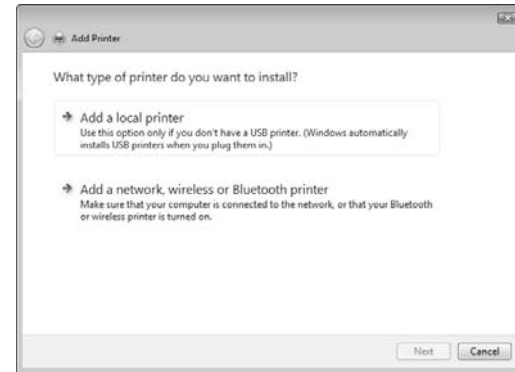 Add Printer
What type of printer do you want to install?
Add a local printer
Use this option only if you don't have a USB printer. (Windows automatically
installs USB printers when you plug them in.)
Add a network, wireless or Bluetooth printer
Make sure that your computer is connected to the network, or that your Bluetooth
or wireless printer is turned on.
Next
Cancel